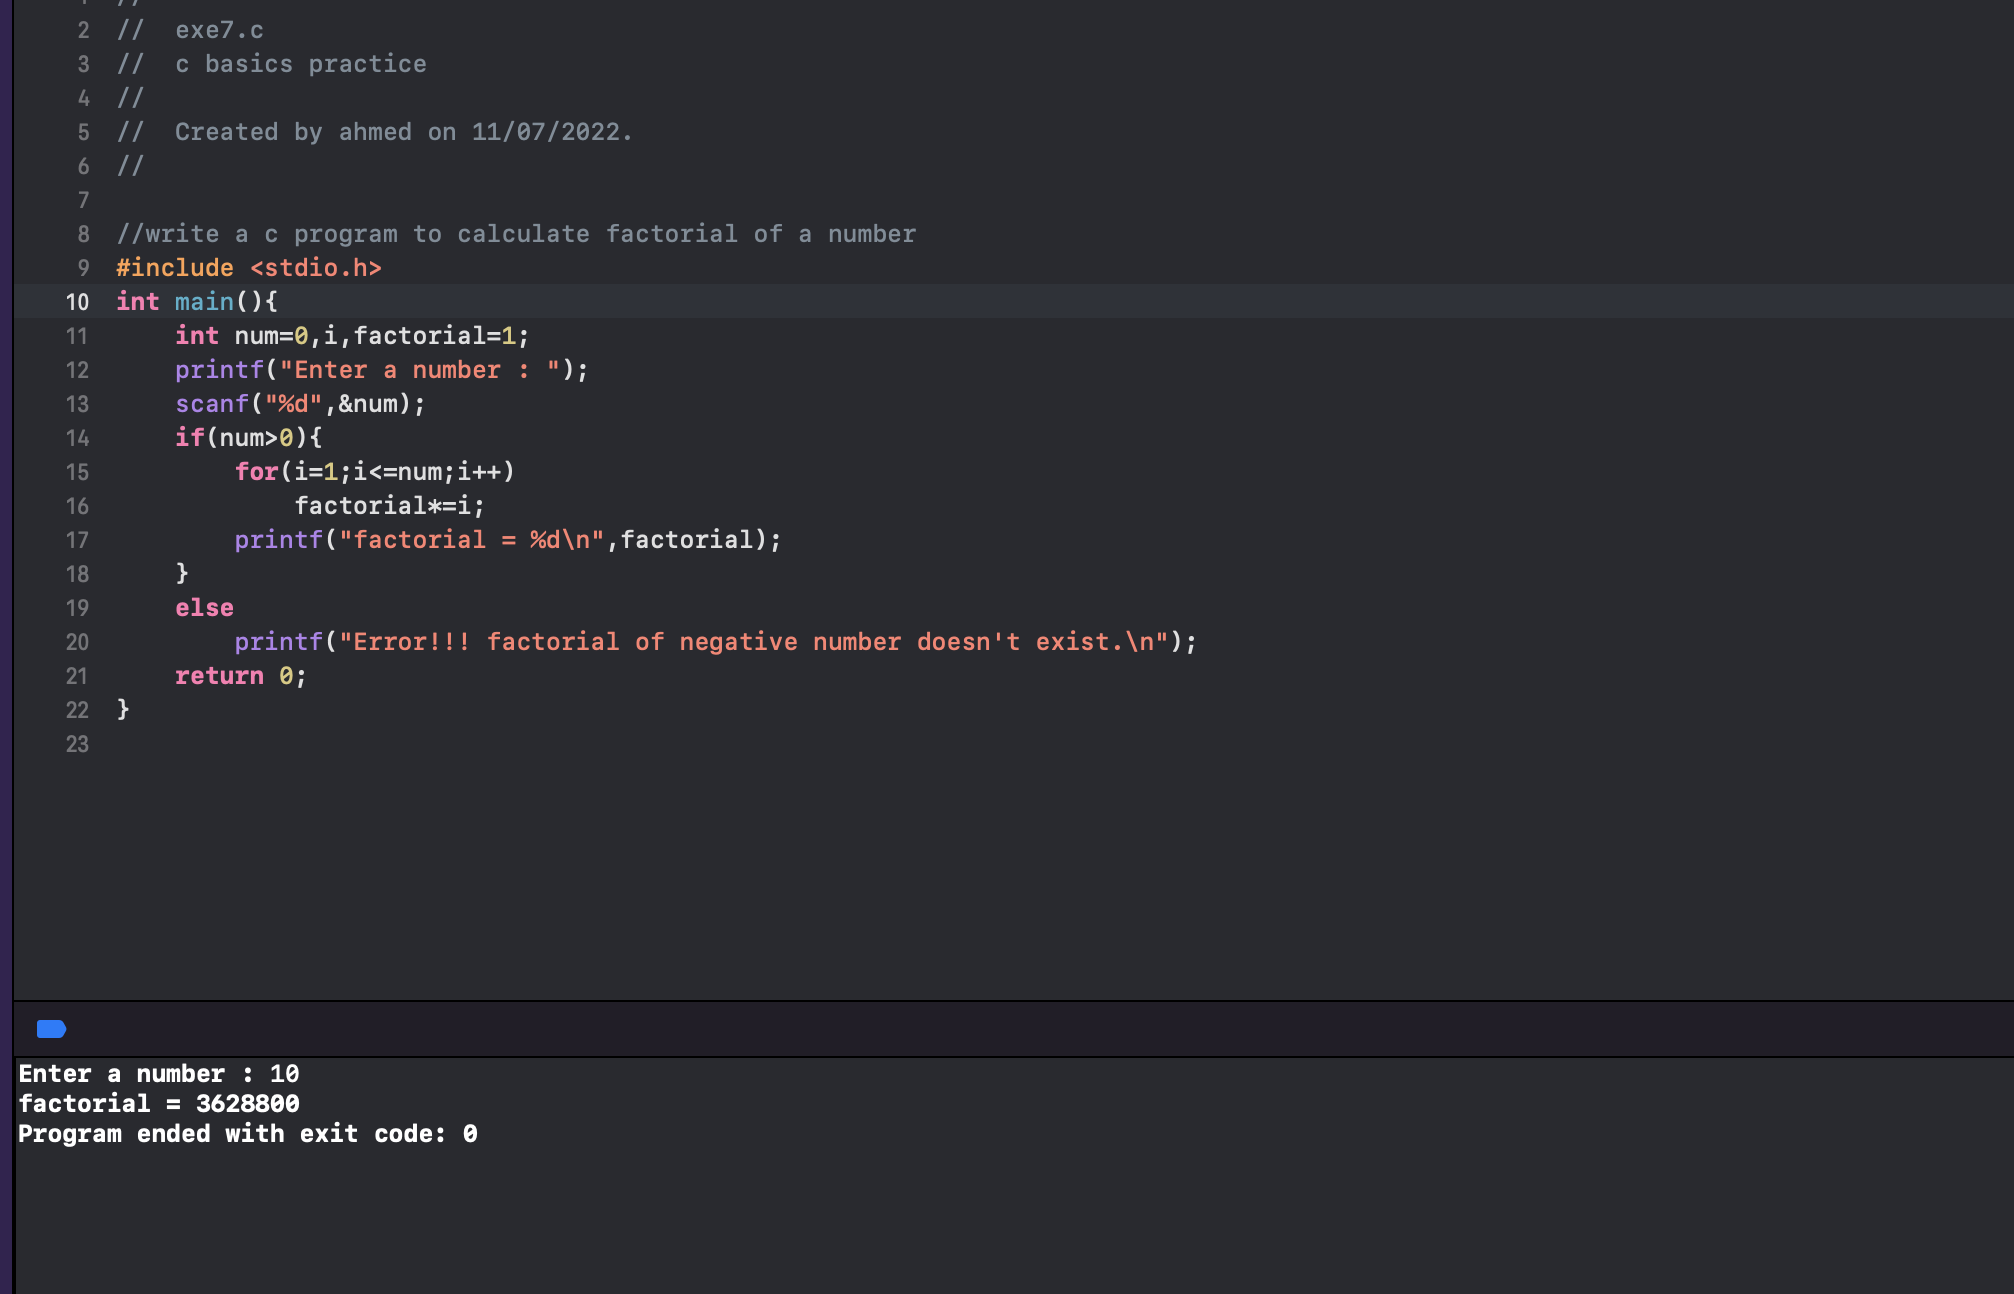 1 //
2 //  exe7.c
3 //  c basics practice
4 //
5 //  Created by ahmed on 11/07/2022.
6 //
7
8 //write a c program to calculate factorial of a number
9 #include <stdio.h>
10 int main(){
11     int num=0,i,factorial=1;
12     printf("Enter a number : ");
13     scanf("%d",&num);
14     if(num>0){
15         for(i=1;i<=num;i++)
16             factorial*=i;
17         printf("factorial = %d\n",factorial);
18     }
19     else
20         printf("Error!!! factorial of negative number doesn't exist.\n");
21     return 0;
22 }
23
Enter a number : 10
factorial = 3628800
Program ended with exit code: 0